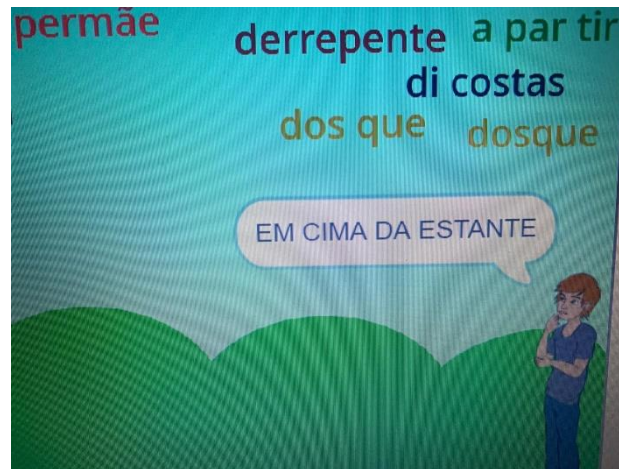 permãe
derrepente a par tir
di costas
dos que dosque
EM CIMA DA ESTANTE